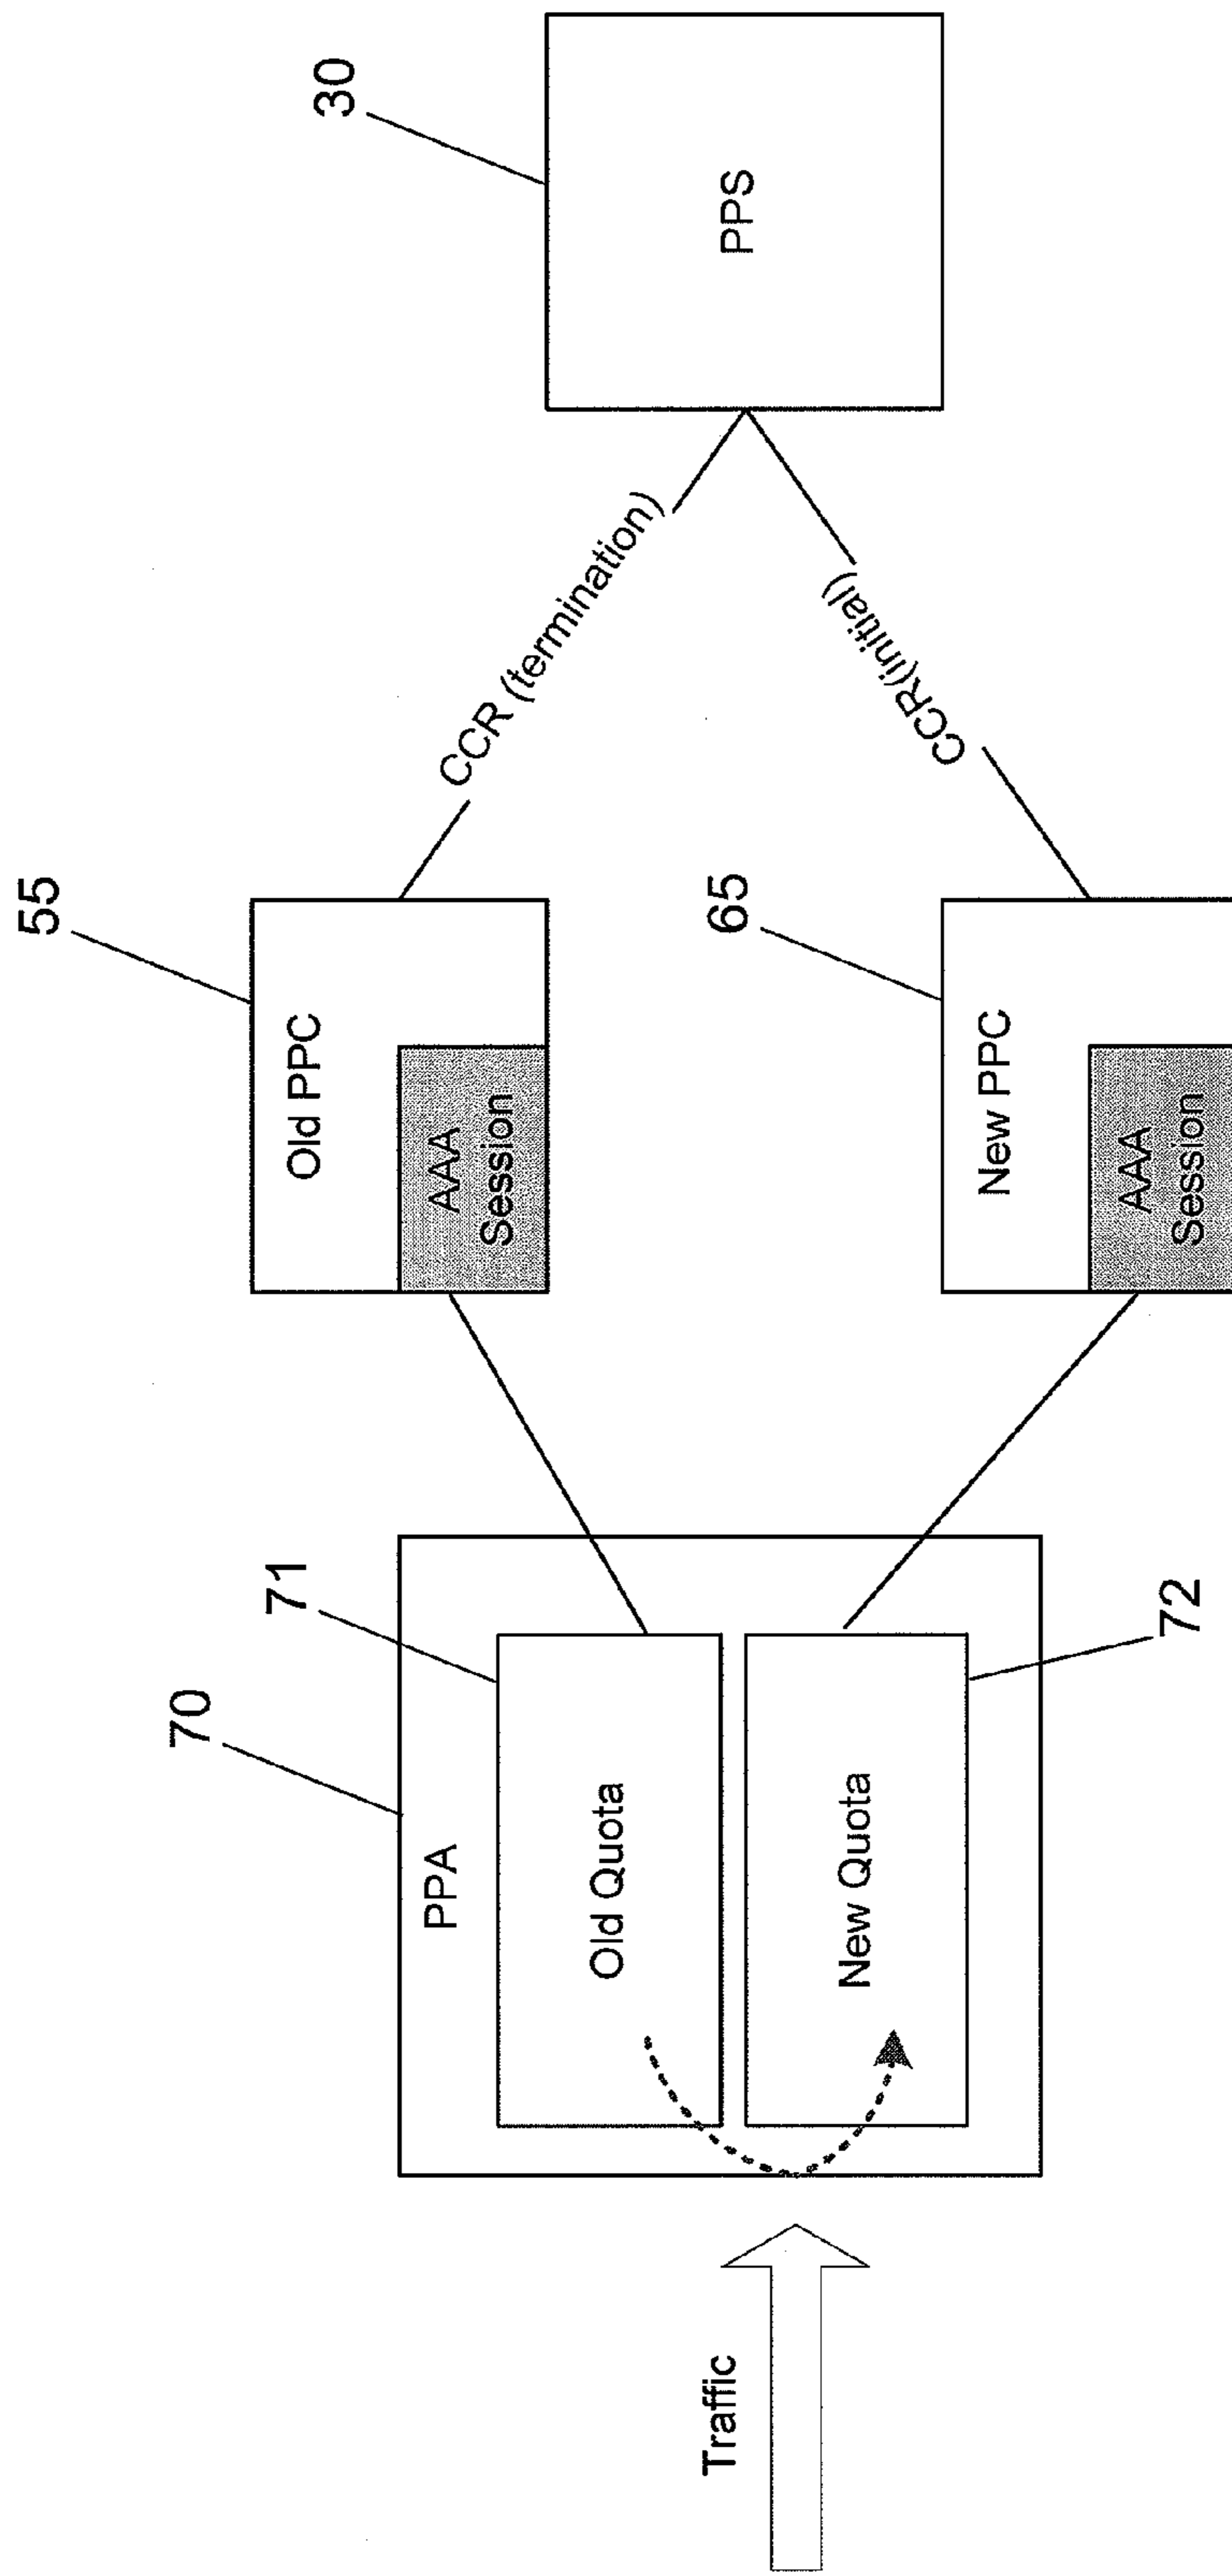 Traffic
70
PPA
71
Old Quota
New Quota
72
55
Old PPC
AAA
Session
65
New PPC
AAA
Session
CCR (termination)
CCR(initial)
30
PPS